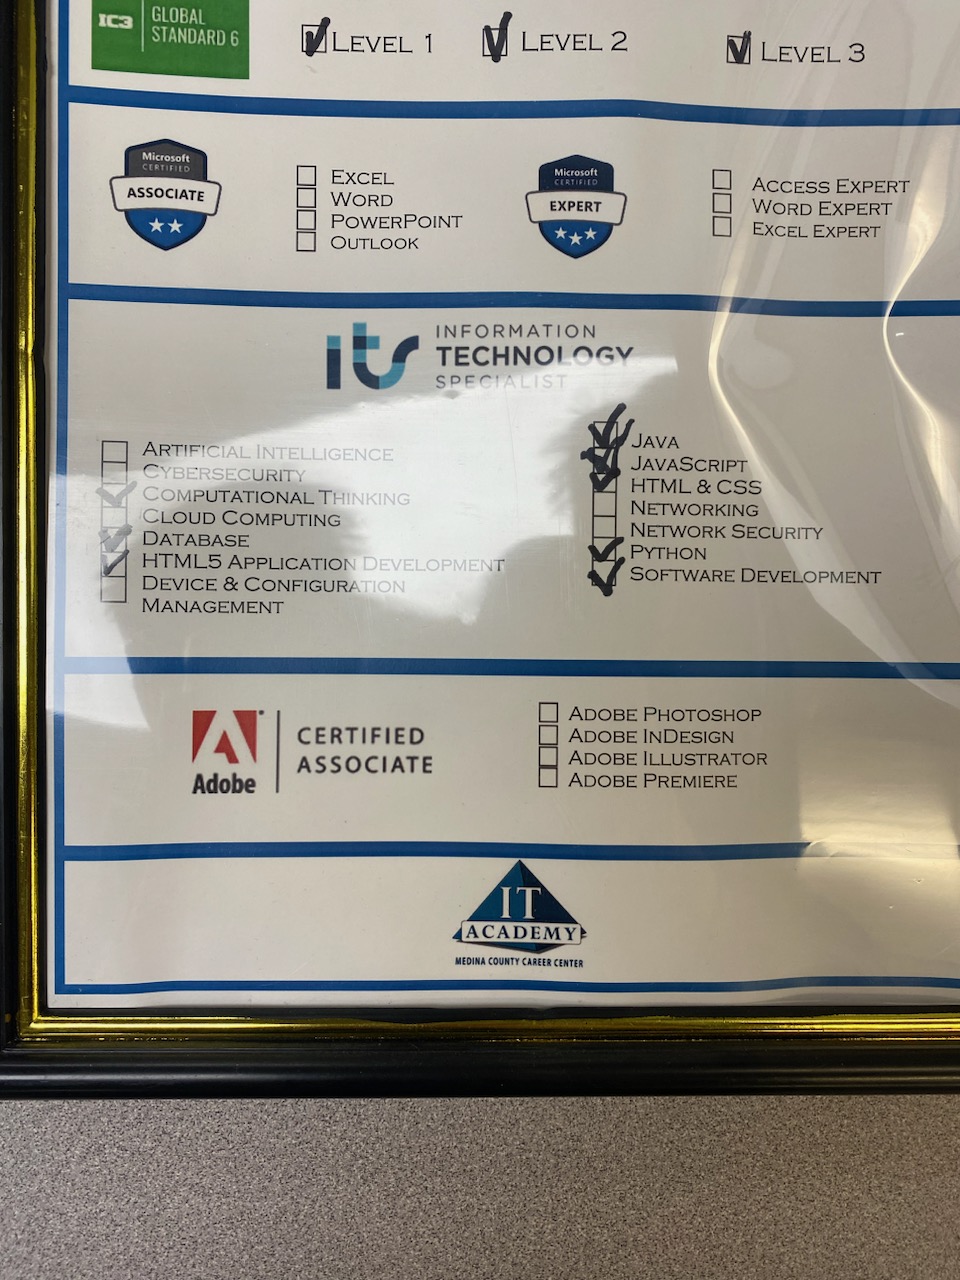 IC3 GLOBAL STANDARD 6
LEVEL 1
LEVEL 2
LEVEL 3
Microsoft
CERTIFIED
ASSOCIATE
EXCEL
WORD
POWERPOINT
OUTLOOK
Microsoft
CERTIFIED
EXPERT
ACCESS EXPERT
WORD EXPERT
EXCEL EXPERT
its
INFORMATION
TECHNOLOGY
SPECIALIST
ARTIFICIAL INTELLIGENCE
CYBERSECURITY
COMPUTATIONAL THINKING
CLOUD COMPUTING
DATABASE
HTML5 APPLICATION DEVELOPMENT
DEVICE & CONFIGURATION
MANAGEMENT
JAVA
JAVASCRIPT
HTML & CSS
NETWORKING
NETWORK SECURITY
PYTHON
SOFTWARE DEVELOPMENT
Adobe
CERTIFIED
ASSOCIATE
ADOBE PHOTOSHOP
ADOBE INDESIGN
ADOBE ILLUSTRATOR
ADOBE PREMIERE
IT
ACADEMY
MEDINA COUNTY CAREER CENTER